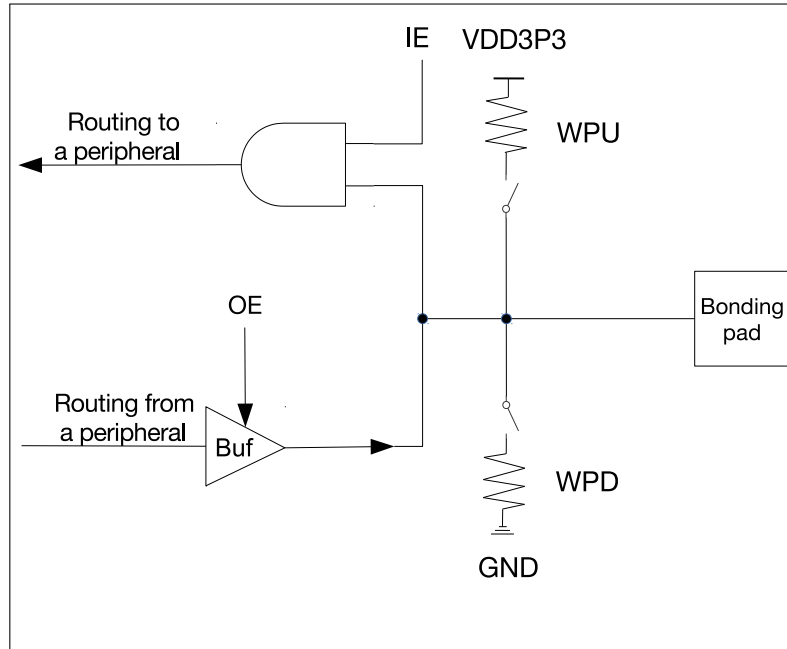 IE
VDD3P3
Routing to
a peripheral
WPU
OE
Bonding
pad
Routing from
a peripheral
Buf
WPD
GND